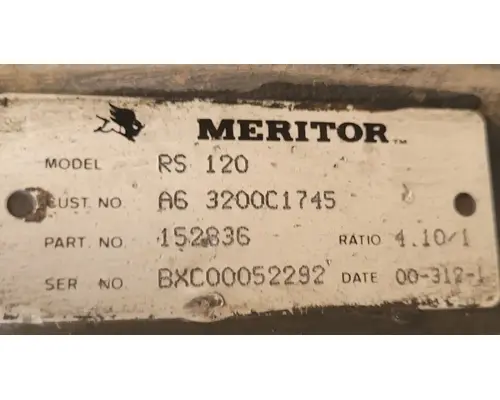 MERITOR™
MODEL RS 120
CUST. NO. A6 3200C1745
PART. NO. 152836 RATIO 4.10/1
SER NO BXC00052292 DATE 00-312-1